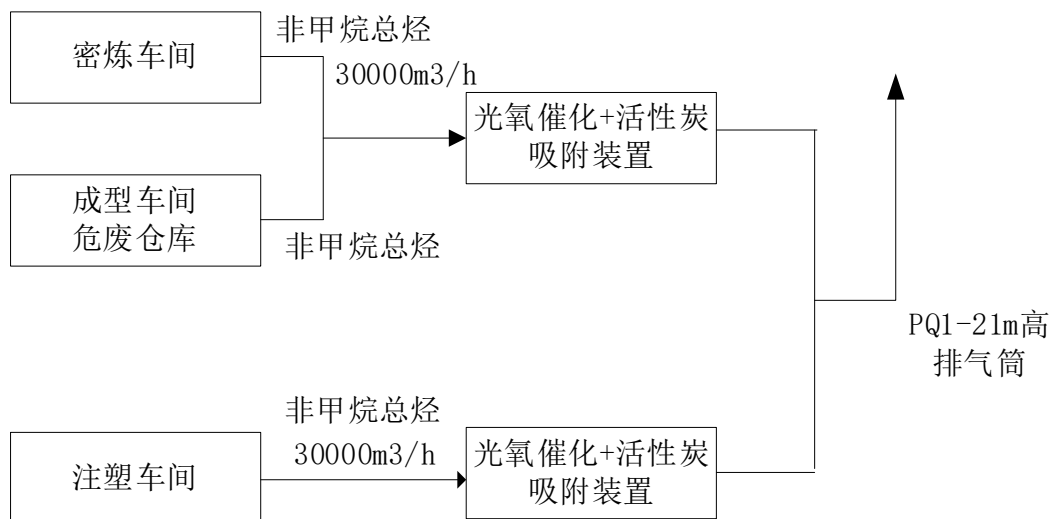 密炼车间
非甲烷总烃
30000m3/h
光氧催化+活性炭
吸附装置
成型车间
危废仓库
非甲烷总烃
PQ1-21m高
排气筒
注塑车间
非甲烷总烃
30000m3/h
光氧催化+活性炭
吸附装置